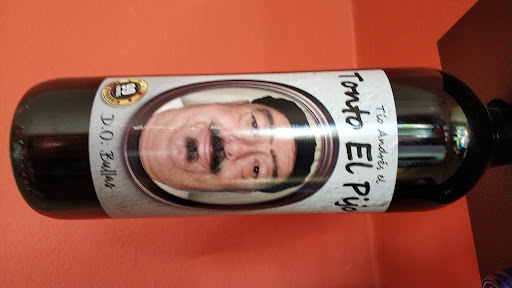 Tío Andrés el
Tonto El Pijo
D.O: Bullas